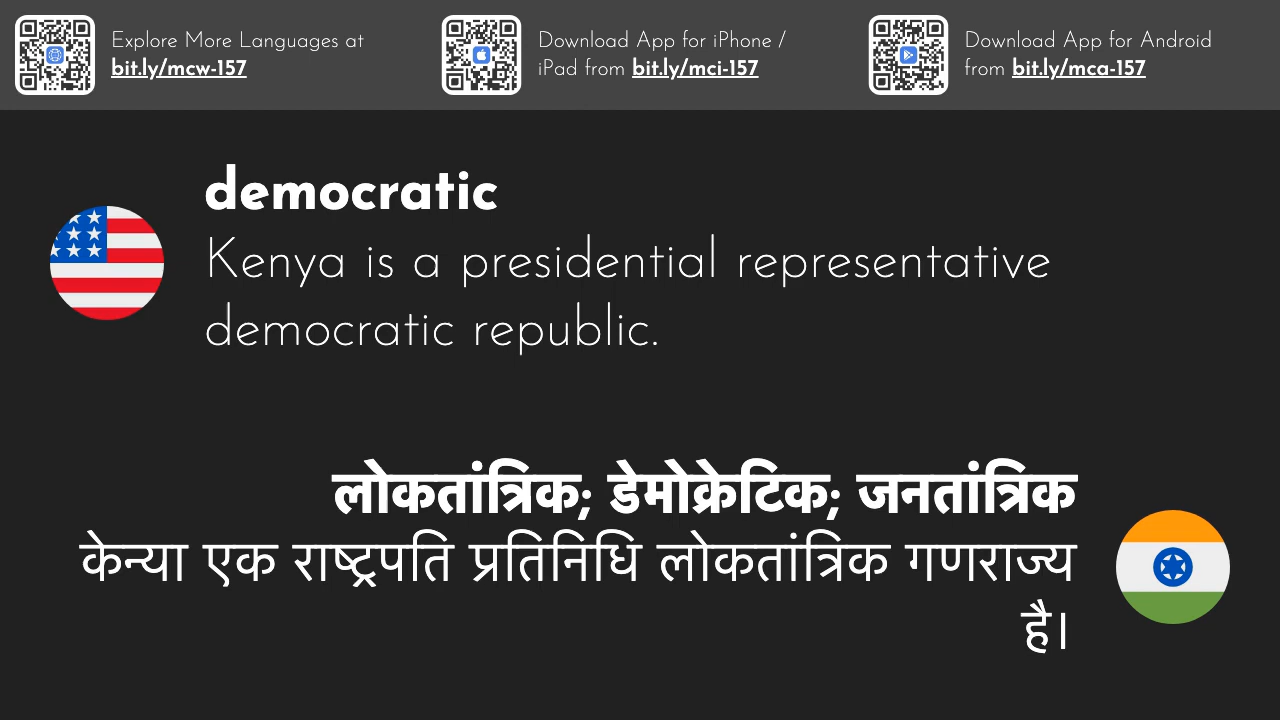 Explore More Languages at
bit.ly/mcw-157
Download App for iPhone /
iPad from bit.ly/mci-157
Download App for Android
from bit.ly/mca-157
democratic
Kenya is a presidential representative
democratic republic.
लोकतांत्रिक; डेमोक्रेटिक; जनतांत्रिक
केन्या एक राष्ट्रपति प्रतिनिधि लोकतांत्रिक गणराज्य
है।